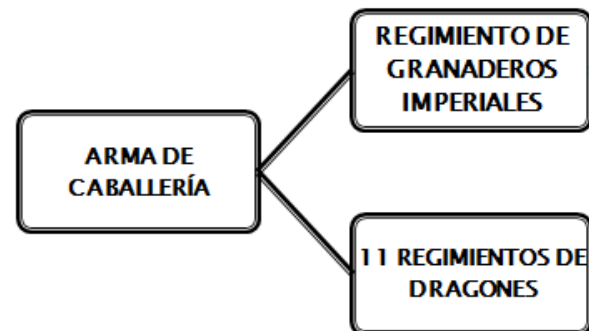 ARMA DE
CABALLERÍA
REGIMIENTO DE
GRANADEROS
IMPERIALES
11 REGIMIENTOS DE
DRAGONES